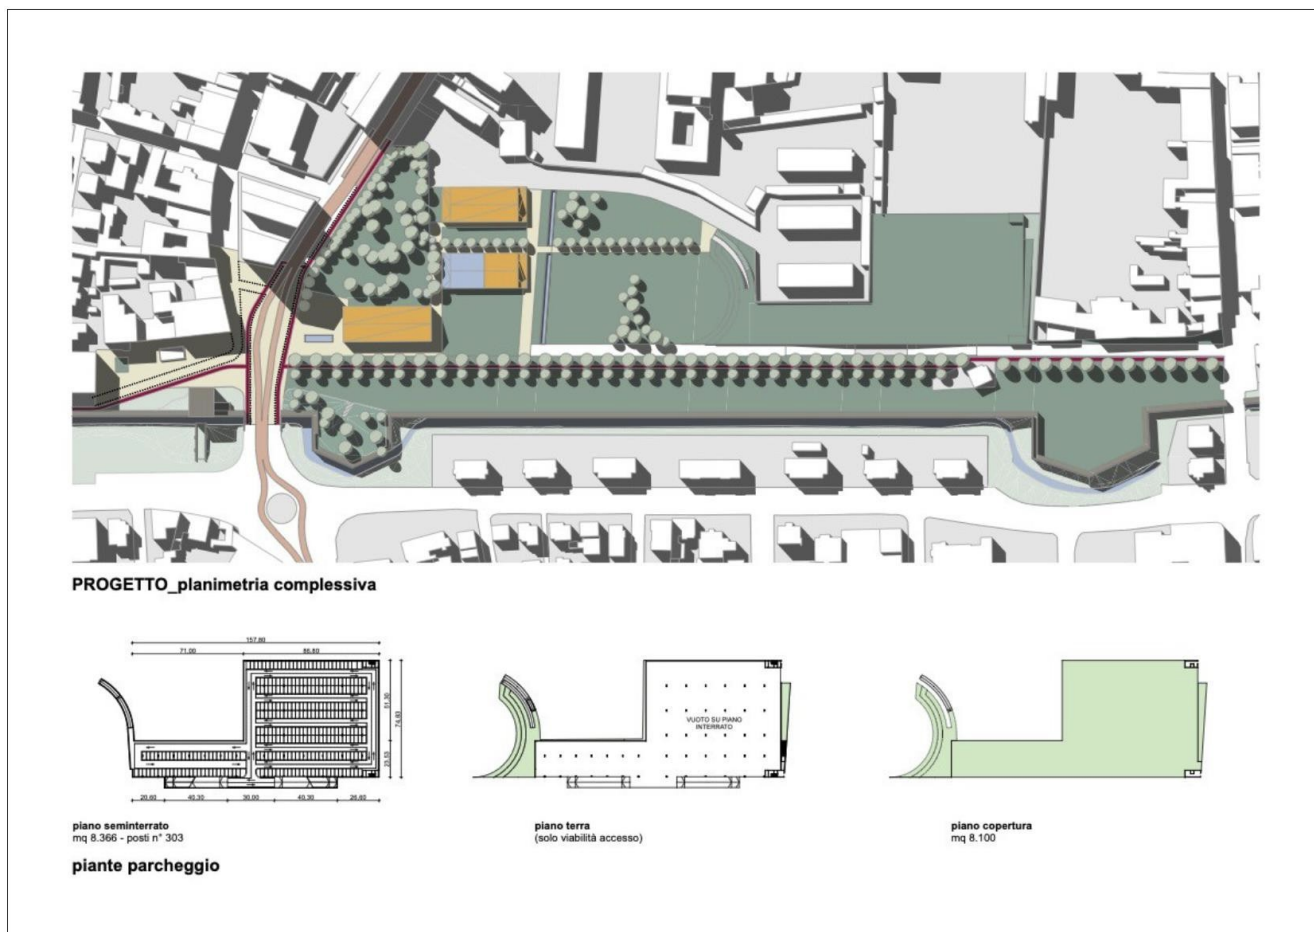 PROGETTO_planimetria complessiva
157.80
71.00 86.80
51.30
74.83
23.53
20.60 40.30 30.00 40.30 26.60
VUOTO SU PIANO
INTERRATO
piano seminterrato
mq 8.366 - posti n° 303
piano terra
(solo viabilità accesso)
piano copertura
mq 8.100
piante parcheggio